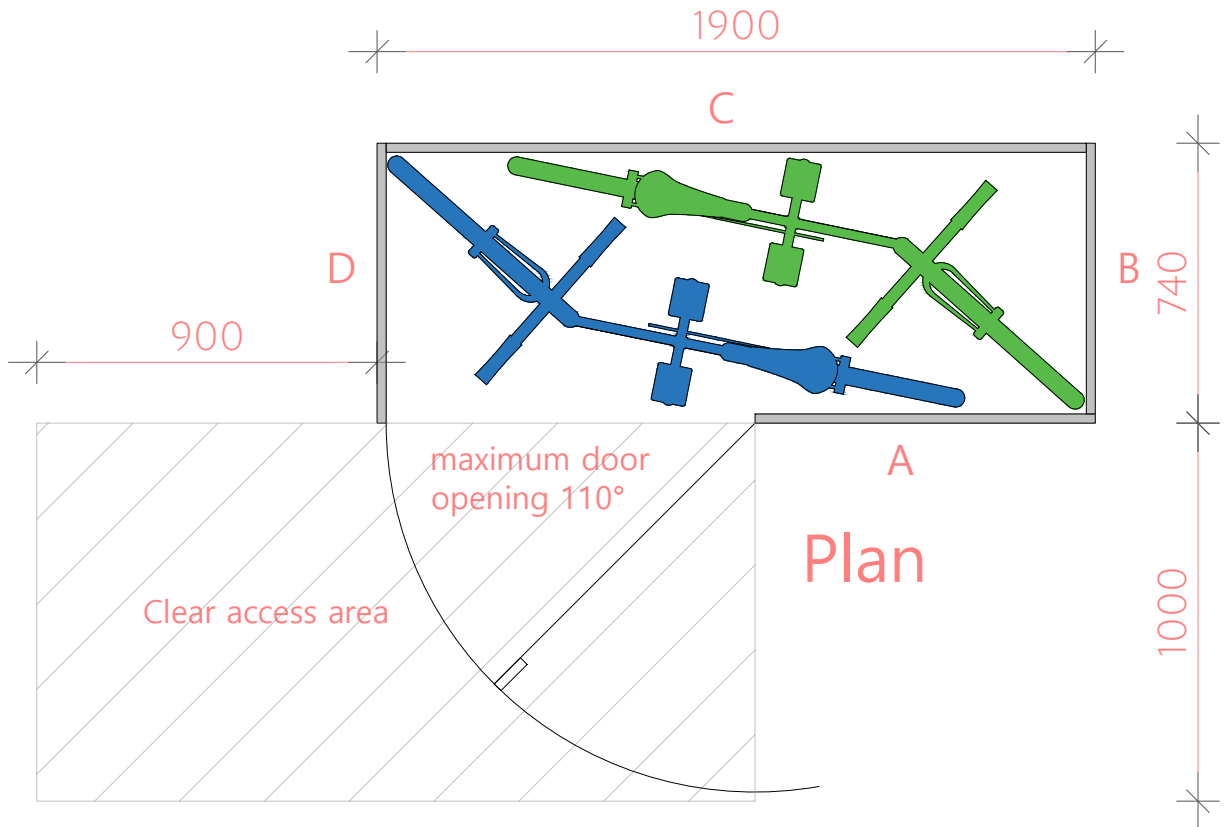 1900
C
D
B
740
900
maximum door
opening 110°
A
Plan
Clear access area
1000